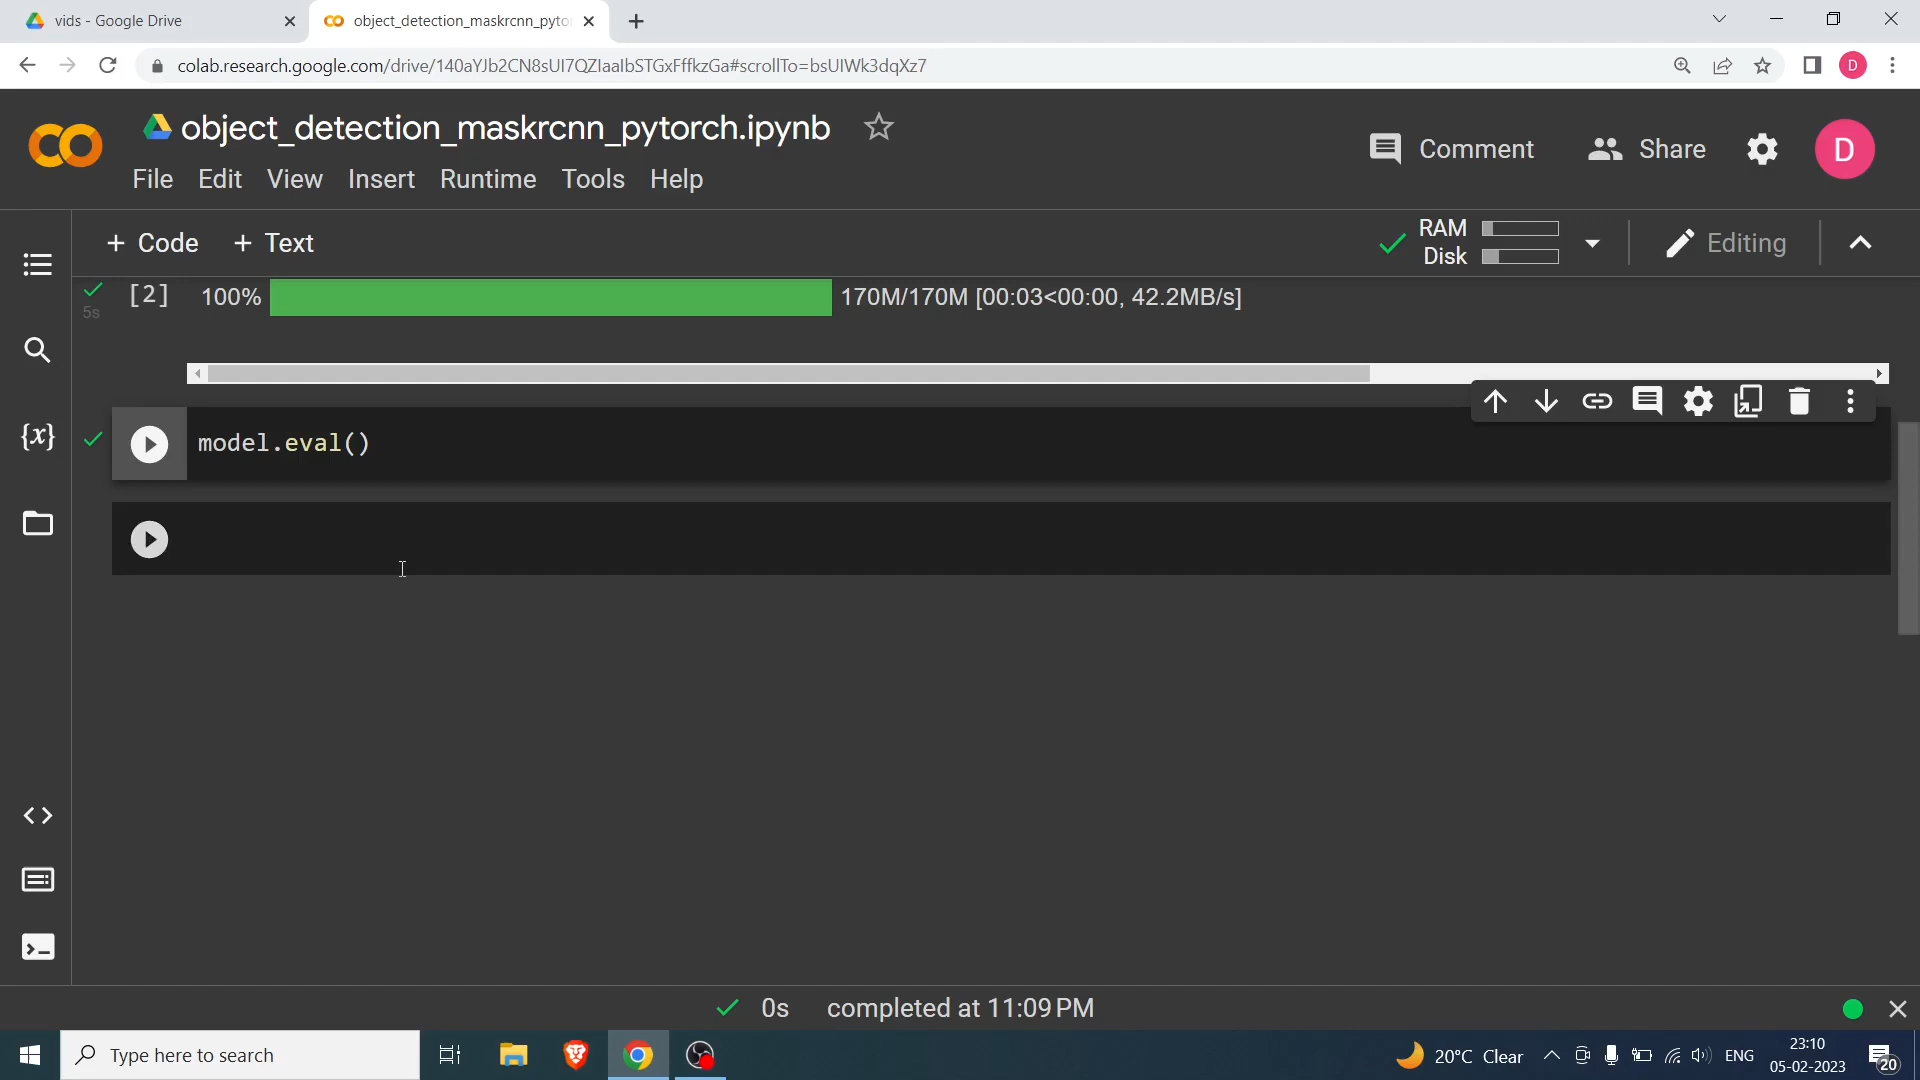 vids - Google Drive
object_detection_maskrcnn_pyto
colab.research.google.com/drive/140aYJb2CN8sUI7QZIaaIbSTGxFffkzGa#scrollTo=bsUIWk3dqXz7
D
object_detection_maskrcnn_pytorch.ipynb
Comment
Share
D
File Edit View Insert Runtime Tools Help
+ Code + Text
RAM
Disk
Editing
[2] 100% 170M/170M [00:03<00:00, 42.2MB/s]
5s
{x}
model.eval()
0s completed at 11:09 PM
Type here to search
20°C Clear
ENG
23:10
05-02-2023
20